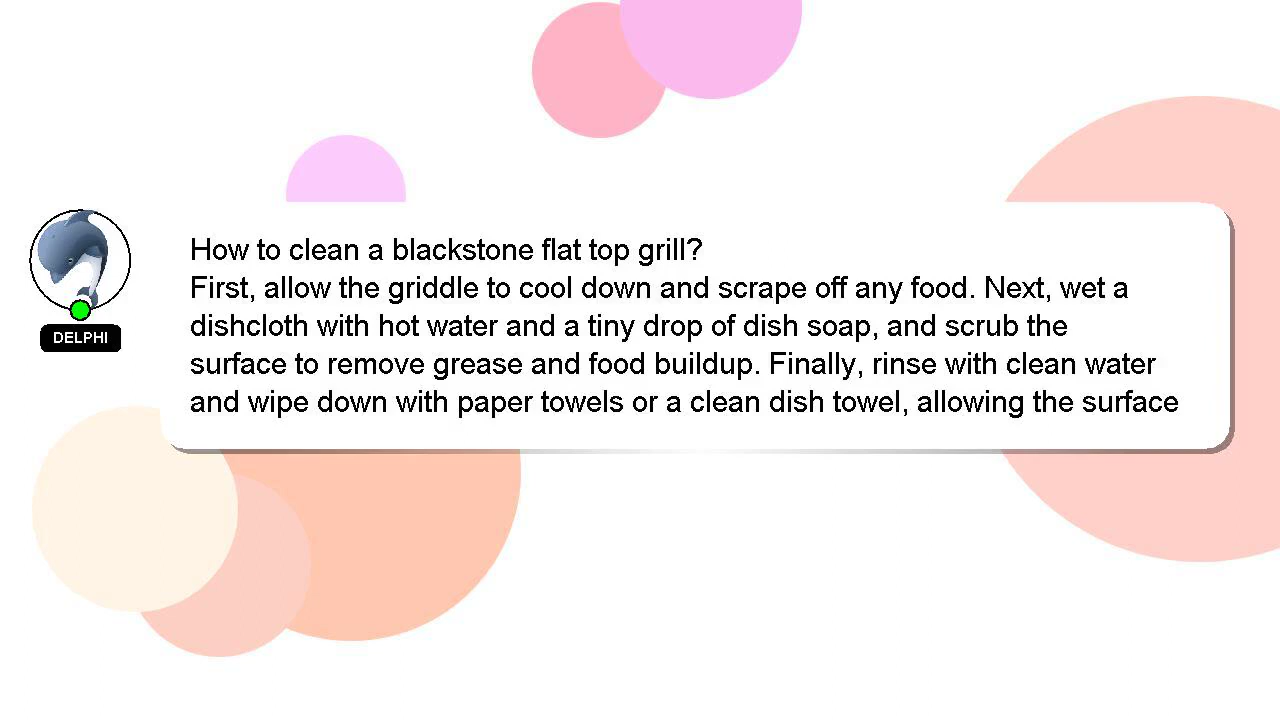 How to clean a blackstone flat top grill?
First, allow the griddle to cool down and scrape off any food. Next, wet a
dishcloth with hot water and a tiny drop of dish soap, and scrub the
surface to remove grease and food buildup. Finally, rinse with clean water
and wipe down with paper towels or a clean dish towel, allowing the surface
DELPHI